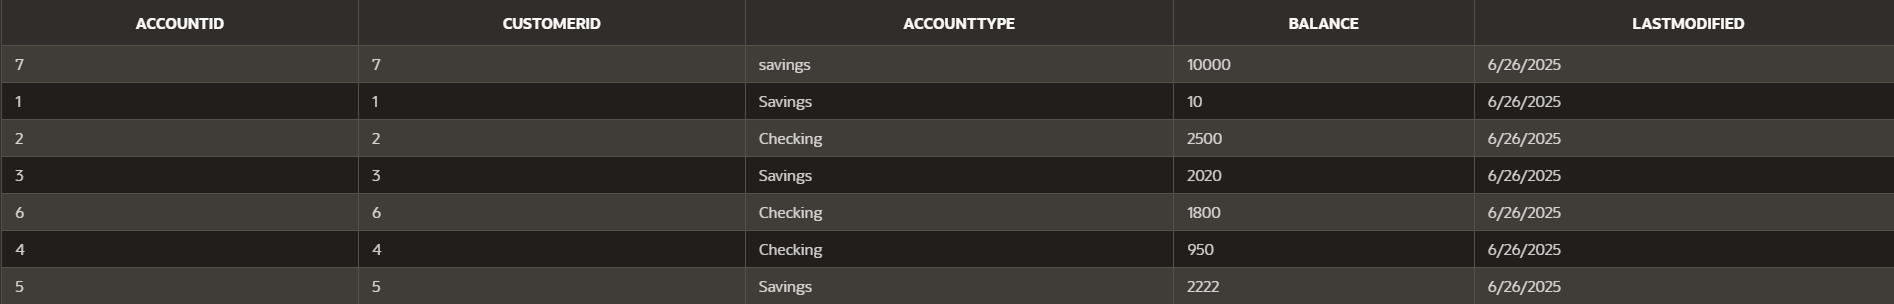 ACCOUNTID CUSTOMERID ACCOUNTTYPE BALANCE LASTMODIFIED
7 7 savings 10000 6/26/2025
1 1 Savings 10 6/26/2025
2 2 Checking 2500 6/26/2025
3 3 Savings 2020 6/26/2025
6 6 Checking 1800 6/26/2025
4 4 Checking 950 6/26/2025
5 5 Savings 2222 6/26/2025